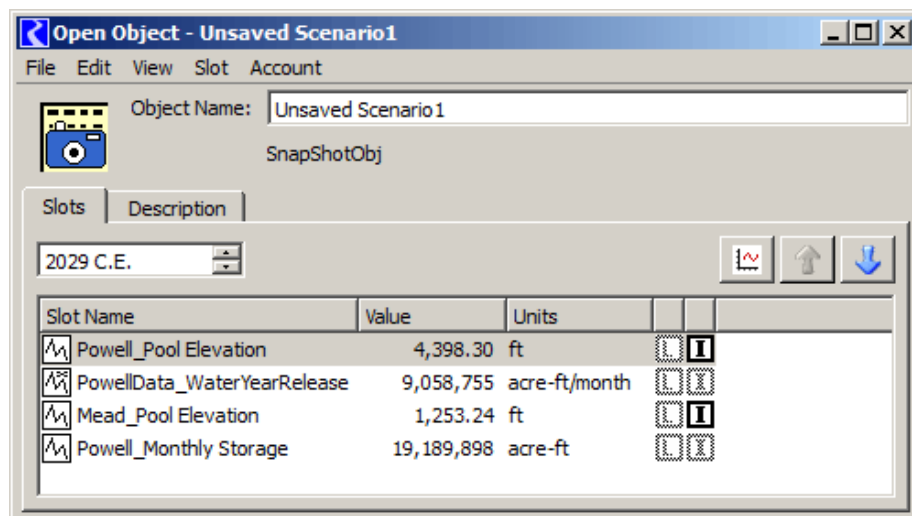 Open Object - Unsaved Scenario1
File Edit View Slot Account
Object Name: Unsaved Scenario1
SnapShotObj
Slots Description
2029 C.E.
Slot Name Value Units
Powell_Pool Elevation 4,398.30 ft L I
PowellData_WaterYearRelease 9,058,755 acre-ft/month L I
Mead_Pool Elevation 1,253.24 ft L I
Powell_Monthly Storage 19,189,898 acre-ft L I